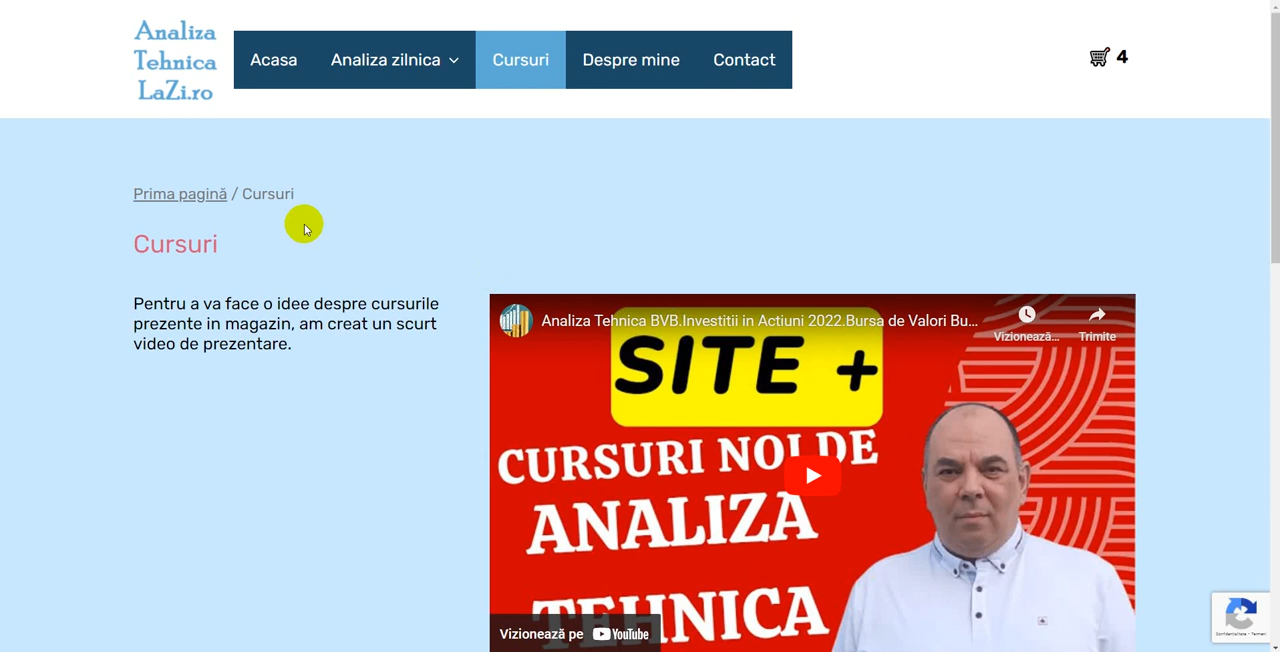 Analiza
Tehnica
LaZi.ro
Acasa
Analiza zilnica
Cursuri
Despre mine
Contact
4
Prima pagină / Cursuri
Cursuri
Pentru a va face o idee despre cursurile
prezente in magazin, am creat un scurt
video de prezentare.
Analiza Tehnica BVB.Investitii in Actiuni 2022.Bursa de Valori Bu...
Vizionează...
Trimite
SITE +
CURSURI NOI DE
ANALIZA
TEHNICA
Vizionează pe YouTube
Confidențialitate - Termeni